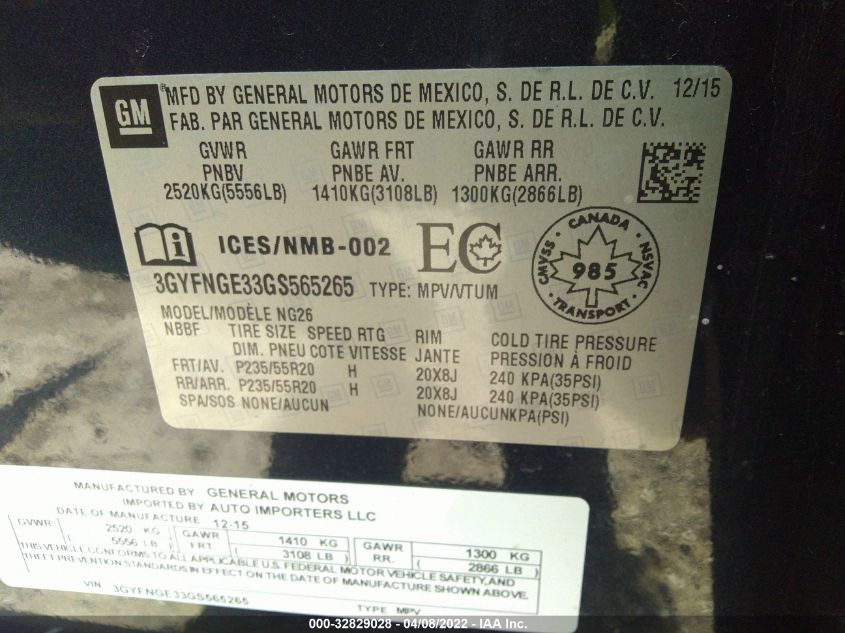 GM
MFD BY GENERAL MOTORS DE MEXICO, S. DE R.L. DE C.V. 12/15
FAB. PAR GENERAL MOTORS DE MEXICO, S. DE R.L. DE C.V.
GVWR GAWR FRT GAWR RR
PNBV PNBE AV. PNBE ARR.
2520KG(5556LB) 1410KG(3108LB) 1300KG(2866LB)
ICES/NMB-002 EC
CANADA
CMVSS 985 NSVAC
TRANSPORT
3GYFNGE33GS565265 TYPE: MPV/VTUM
MODEL/MODÈLE NG26
NBBF TIRE SIZE SPEED RTG RIM COLD TIRE PRESSURE
DIM. PNEU COTE VITESSE JANTE PRESSION À FROID
FRT/AV. P235/55R20 H 20X8J 240 KPA(35PSI)
RR/ARR. P235/55R20 H 20X8J 240 KPA(35PSI)
SPA/SOS NONE/AUCUN NONE/AUCUNKPA(PSI)
MANUFACTURED BY GENERAL MOTORS
IMPORTED BY AUTO IMPORTERS LLC
DATE OF MANUFACTURE 12-15
GVWR 2520 KG GAWR 1410 KG GAWR 1300 KG
( 5556 LB ) FRT ( 3108 LB ) RR. ( 2866 LB )
THIS VEHICLE CONFORMS TO ALL APPLICABLE U.S. FEDERAL MOTOR VEHICLE SAFETY, AND
THEFT PREVENTION STANDARDS IN EFFECT ON THE DATE OF MANUFACTURE SHOWN ABOVE.
VIN 3GYFNGE33GS565265 TYPE MPV
000-32829028 - 04/08/2022 - IAA Inc.